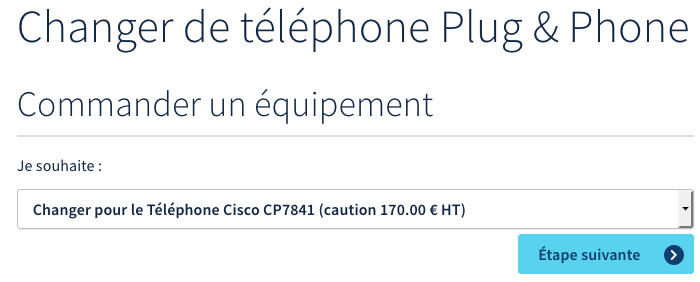 Changer de téléphone Plug & Phone
Commander un équipement
Je souhaite :
Changer pour le Téléphone Cisco CP7841 (caution 170.00 € HT)
Étape suivante